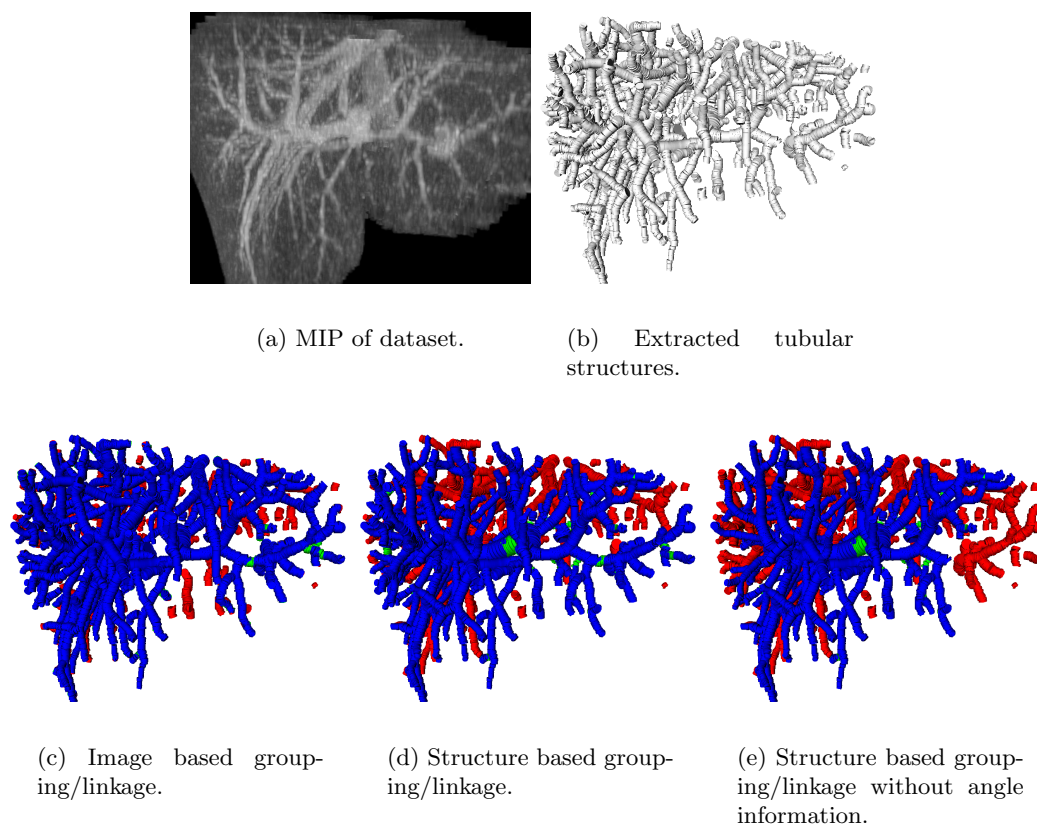 (a) MIP of dataset.
(b) Extracted tubular
structures.
(c) Image based group-
ing/linkage.
(d) Structure based group-
ing/linkage.
(e) Structure based group-
ing/linkage without angle
information.